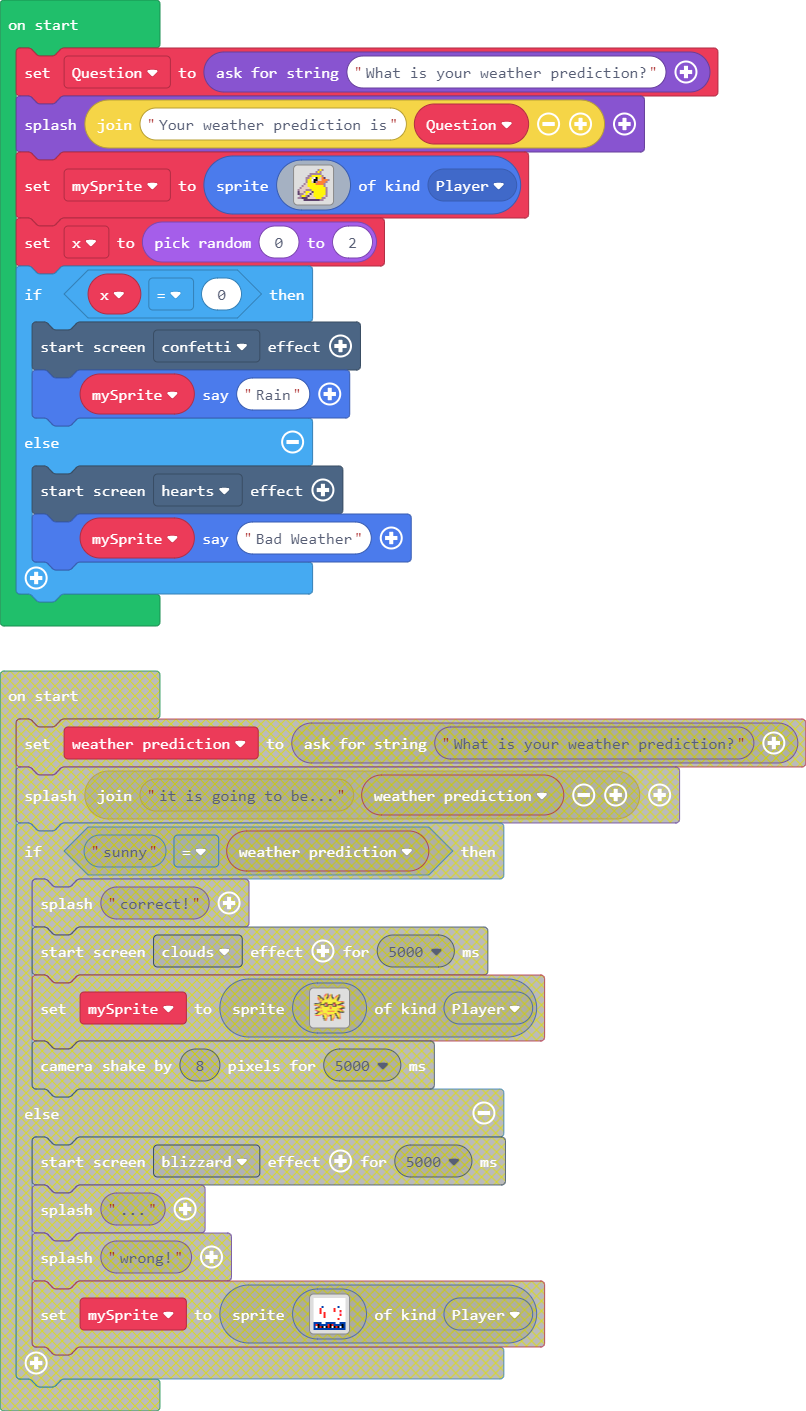 on start
set Question to ask for string "What is your weather prediction?"
splash join "Your weather prediction is" Question
set mySprite to sprite of kind Player
set x to pick random 0 to 2
if x = 0 then
start screen confetti effect
mySprite say "Rain"
else
start screen hearts effect
mySprite say "Bad Weather"
on start
set weather prediction to ask for string "What is your weather prediction?"
splash join "it is going to be..." weather prediction
if "sunny" = weather prediction then
splash "correct!"
start screen clouds effect for 5000 ms
set mySprite to sprite of kind Player
camera shake by 8 pixels for 5000 ms
else
start screen blizzard effect for 5000 ms
splash "..."
splash "wrong!"
set mySprite to sprite of kind Player